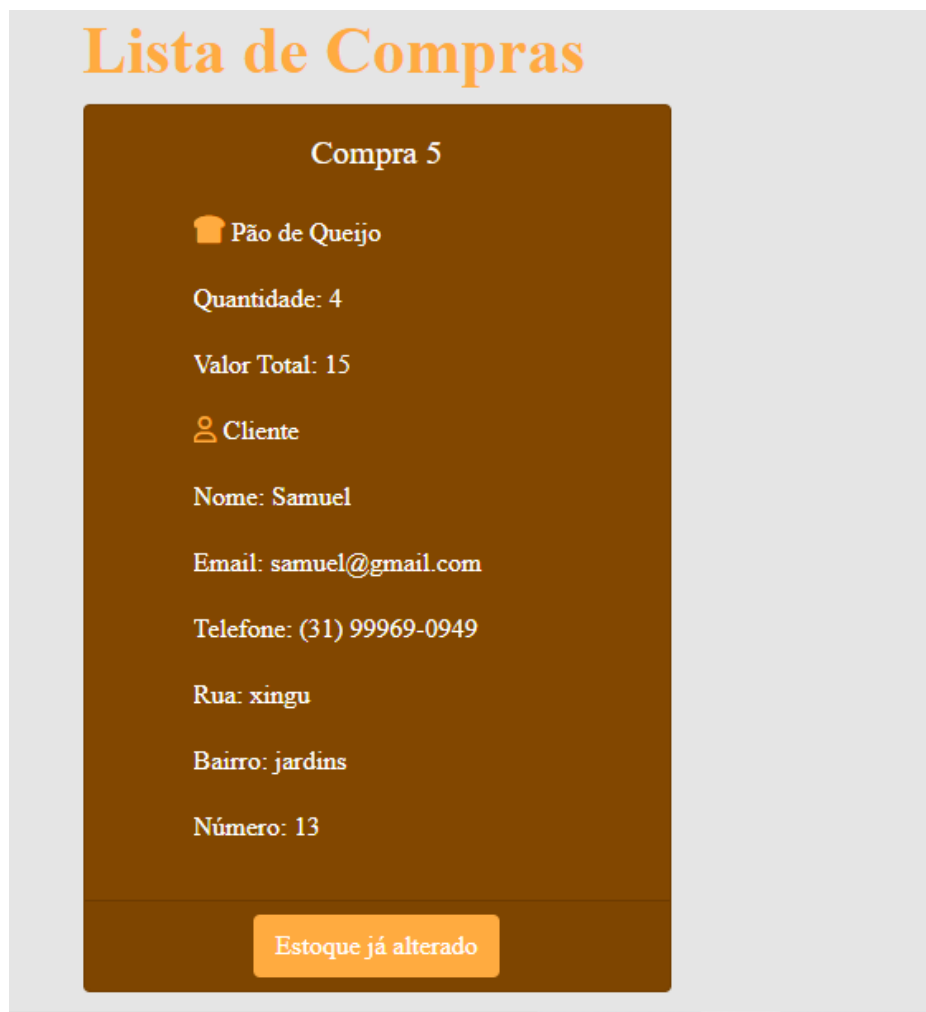 Lista de Compras
Compra 5
Pão de Queijo
Quantidade: 4
Valor Total: 15
Cliente
Nome: Samuel
Email: samuel@gmail.com
Telefone: (31) 99969-0949
Rua: xingu
Bairro: jardins
Número: 13
Estoque já alterado